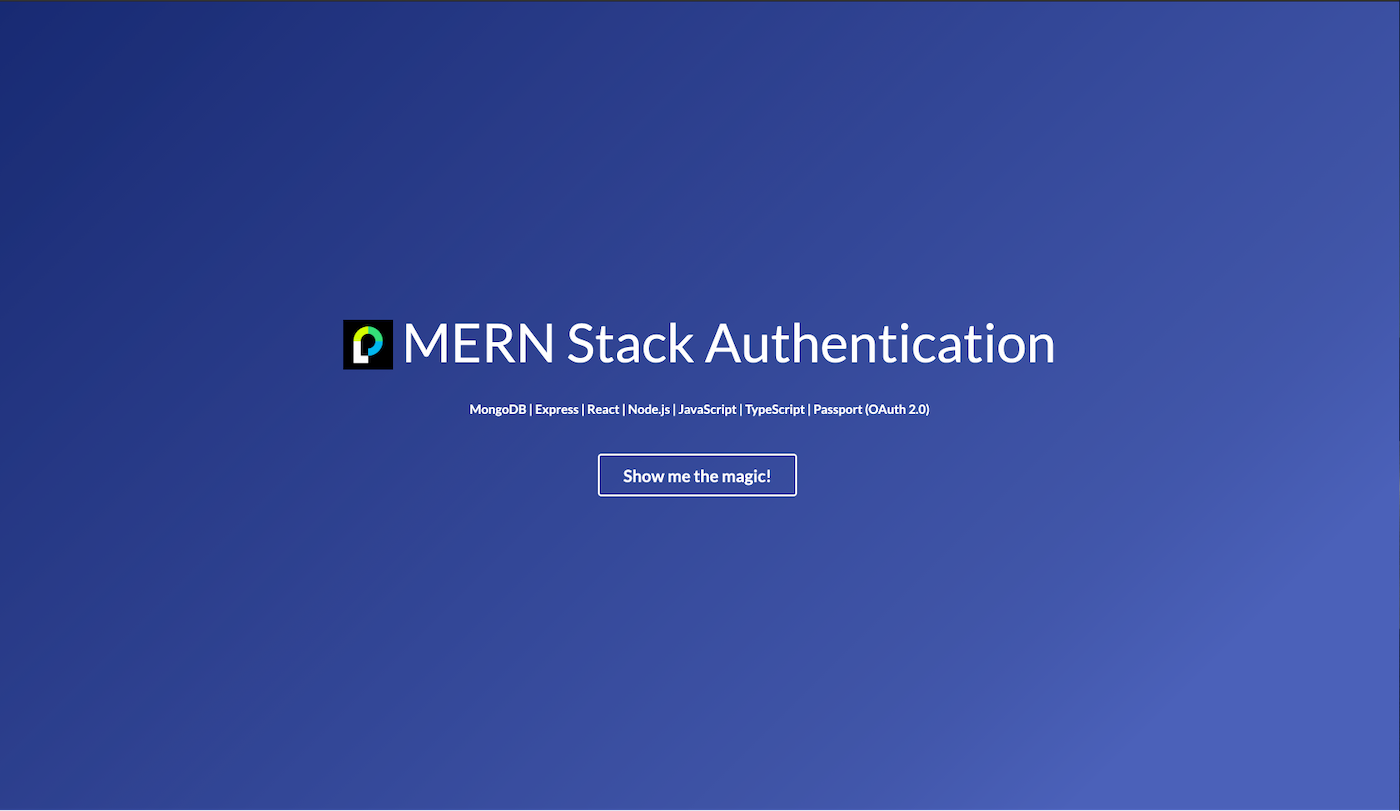 MERN Stack Authentication
MongoDB | Express | React | Node.js | JavaScript | TypeScript | Passport (OAuth 2.0)
Show me the magic!